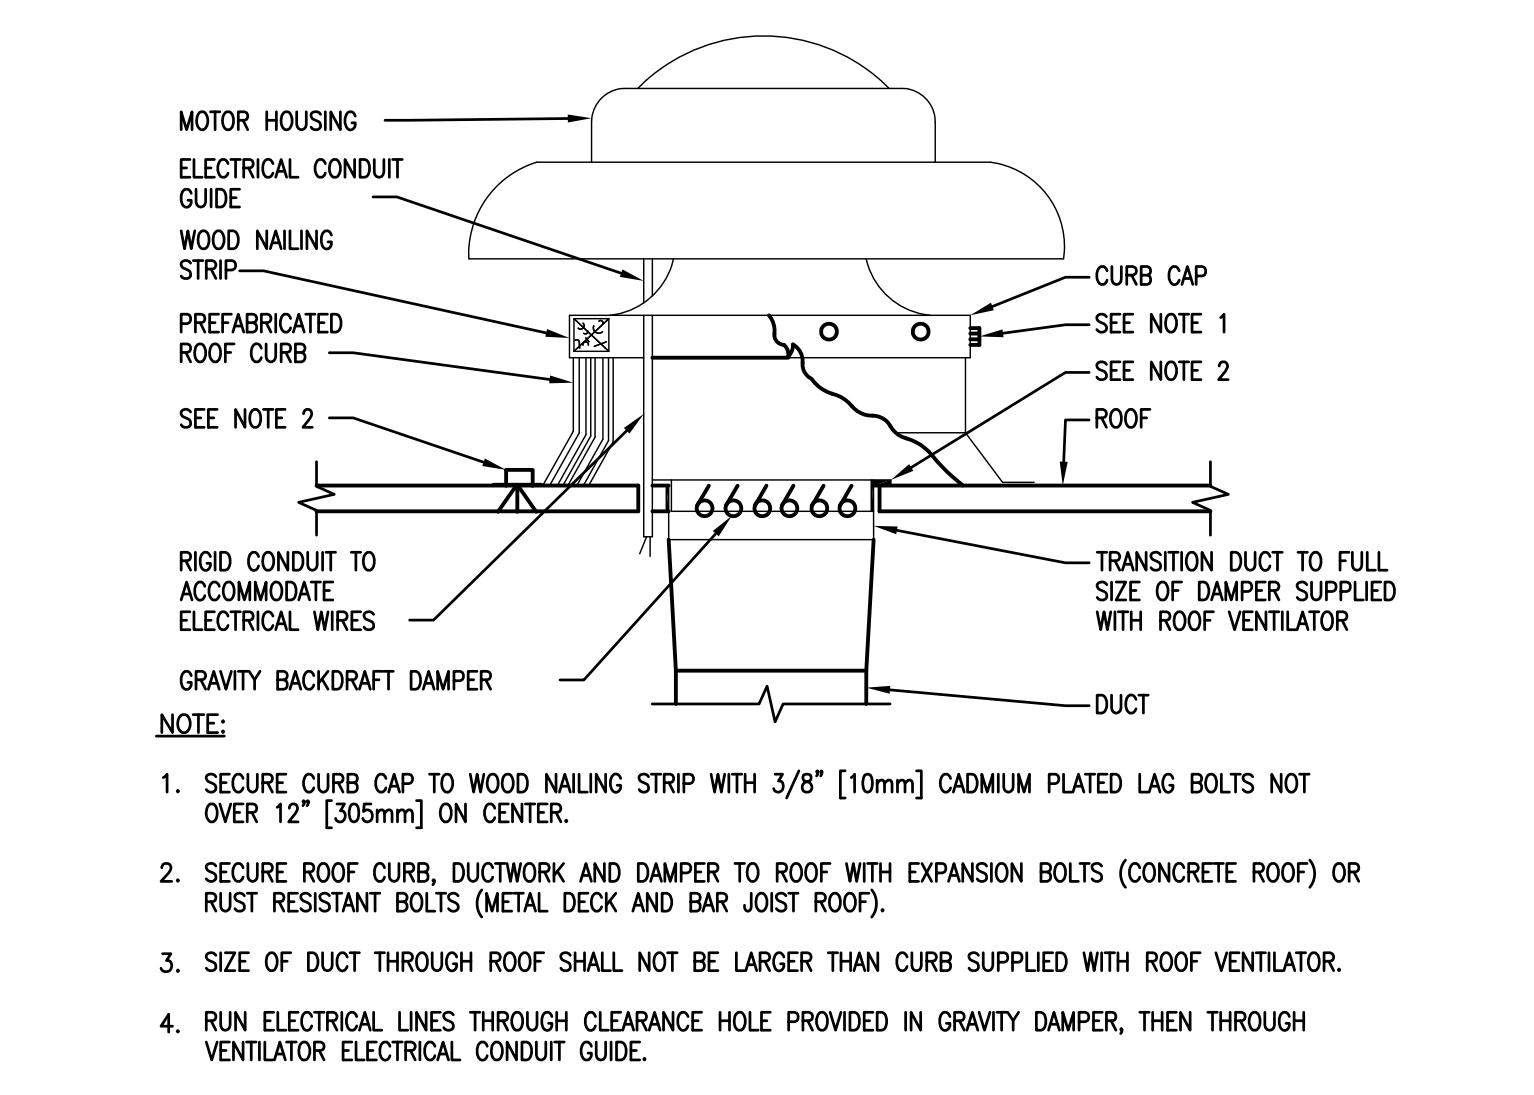 MOTOR HOUSING
ELECTRICAL CONDUIT
GUIDE
WOOD NAILING
STRIP
PREFABRICATED
ROOF CURB
SEE NOTE 2
CURB CAP
SEE NOTE 1
SEE NOTE 2
ROOF
RIGID CONDUIT TO
ACCOMMODATE
ELECTRICAL WIRES
GRAVITY BACKDRAFT DAMPER
TRANSITION DUCT TO FULL
SIZE OF DAMPER SUPPLIED
WITH ROOF VENTILATOR
DUCT
NOTE:
1. SECURE CURB CAP TO WOOD NAILING STRIP WITH 3/8" [10mm] CADMIUM PLATED LAG BOLTS NOT
OVER 12" [305mm] ON CENTER.
2. SECURE ROOF CURB, DUCTWORK AND DAMPER TO ROOF WITH EXPANSION BOLTS (CONCRETE ROOF) OR
RUST RESISTANT BOLTS (METAL DECK AND BAR JOIST ROOF).
3. SIZE OF DUCT THROUGH ROOF SHALL NOT BE LARGER THAN CURB SUPPLIED WITH ROOF VENTILATOR.
4. RUN ELECTRICAL LINES THROUGH CLEARANCE HOLE PROVIDED IN GRAVITY DAMPER, THEN THROUGH
VENTILATOR ELECTRICAL CONDUIT GUIDE.